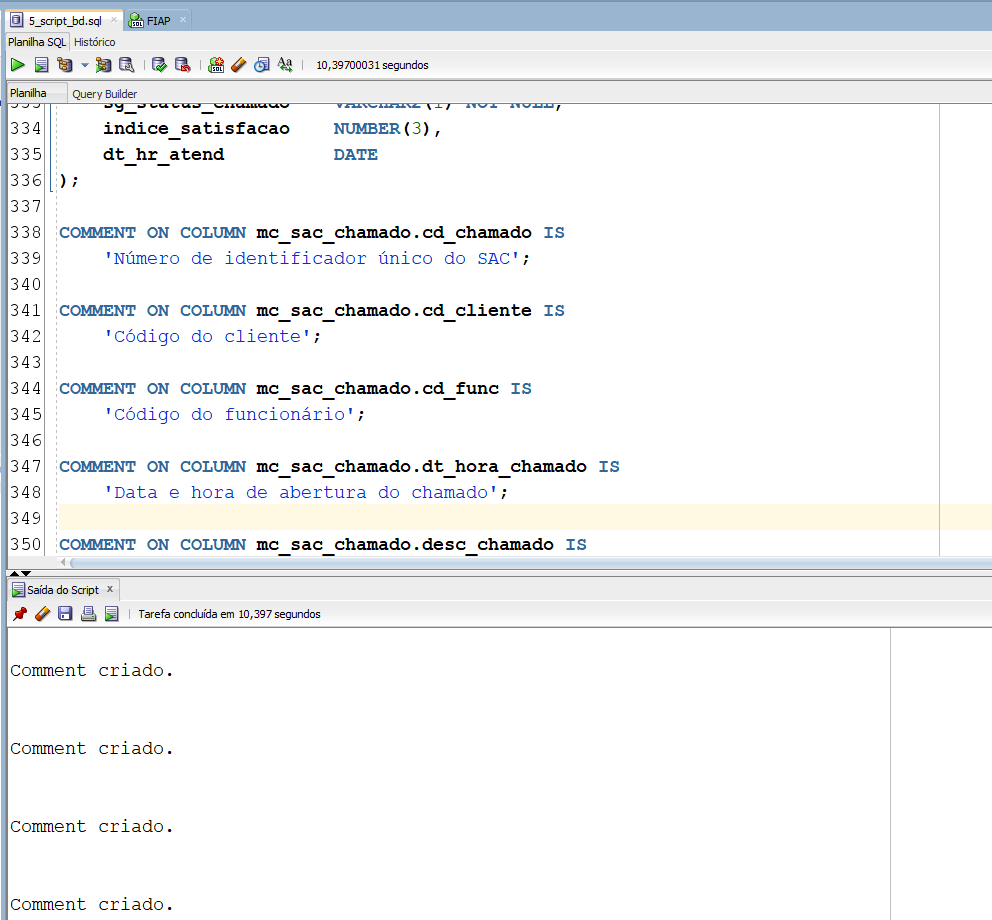 5_script_bd.sql FIAP
Planilha SQL Histórico
10,39700031 segundos
Planilha Query Builder
333 sg_status_chamado VARCHAR2(1) NOT NULL,
334 indice_satisfacao NUMBER(3),
335 dt_hr_atend DATE
336 );
337
338 COMMENT ON COLUMN mc_sac_chamado.cd_chamado IS
339 'Número de identificador único do SAC';
340
341 COMMENT ON COLUMN mc_sac_chamado.cd_cliente IS
342 'Código do cliente';
343
344 COMMENT ON COLUMN mc_sac_chamado.cd_func IS
345 'Código do funcionário';
346
347 COMMENT ON COLUMN mc_sac_chamado.dt_hora_chamado IS
348 'Data e hora de abertura do chamado';
349
350 COMMENT ON COLUMN mc_sac_chamado.desc_chamado IS
Saída do Script
Tarefa concluída em 10,397 segundos
Comment criado.
Comment criado.
Comment criado.
Comment criado.